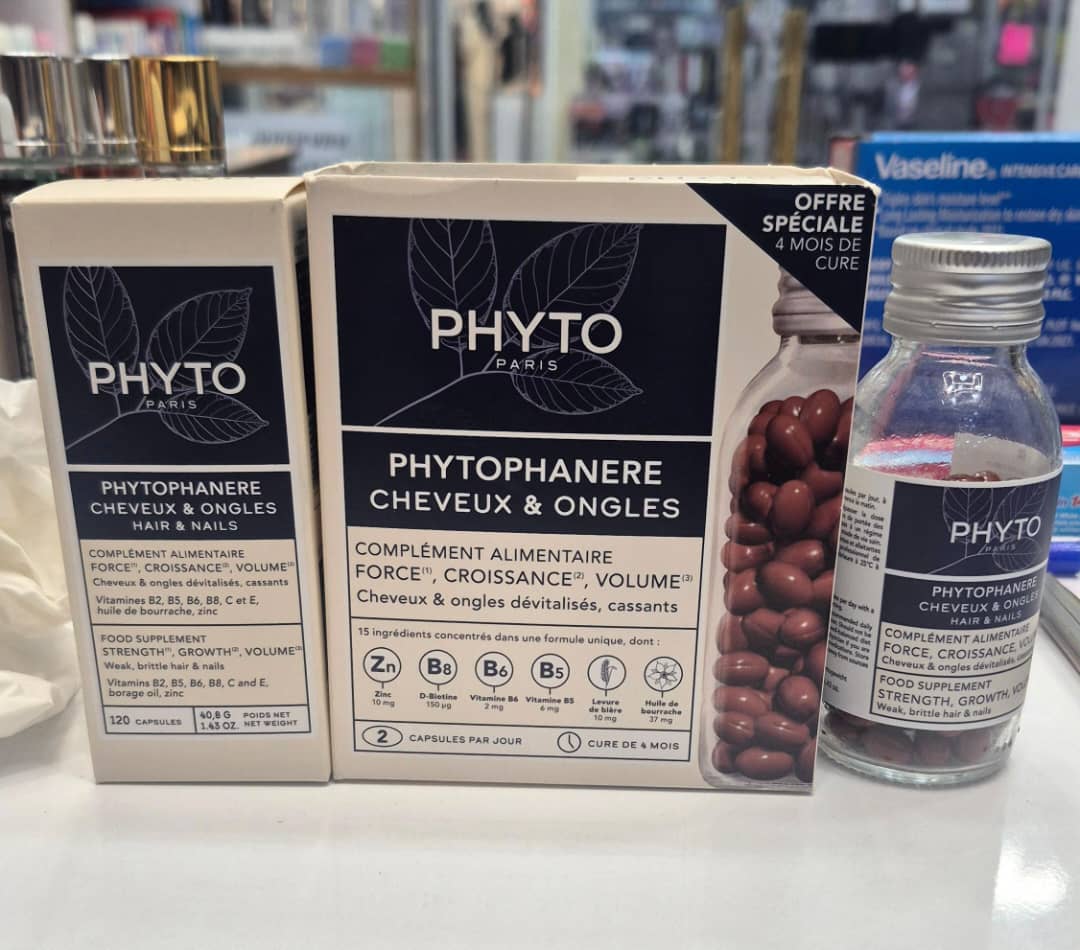 PHYTO
PARIS
PHYTOPHANERE
CHEVEUX & ONGLES
HAIR & NAILS
COMPLÉMENT ALIMENTAIRE
FORCE⁽¹⁾, CROISSANCE⁽²⁾, VOLUME⁽³⁾
Cheveux & ongles dévitalisés, cassants
Vitamines B2, B5, B6, B8, C et E,
huile de bourrache, zinc
FOOD SUPPLEMENT
STRENGTH⁽¹⁾, GROWTH⁽²⁾, VOLUME⁽³⁾
Weak, brittle hair & nails
Vitamins B2, B5, B6, B8, C and E,
borage oil, zinc
120 CAPSULES
40,8 G POIDS NET
1.43 OZ. NET WEIGHT
OFFRE
SPÉCIALE
4 MOIS DE
CURE
PHYTO
PARIS
PHYTOPHANERE
CHEVEUX & ONGLES
COMPLÉMENT ALIMENTAIRE
FORCE⁽¹⁾, CROISSANCE⁽²⁾, VOLUME⁽³⁾
Cheveux & ongles dévitalisés, cassants
15 ingrédients concentrés dans une formule unique, dont :
Zn B8 B6 B5
Zinc
10 mg
D-Biotine
150 µg
Vitamine B6
2 mg
Vitamine B5
6 mg
Levure
de bière
10 mg
Huile de
bourrache
37 mg
2 CAPSULES PAR JOUR
CURE DE 4 MOIS
Vaseline INTENSIVE CARE
PHYTO
PARIS
PHYTOPHANERE
CHEVEUX & ONGLES
HAIR & NAILS
COMPLÉMENT ALIMENTAIRE
FORCE, CROISSANCE,
Cheveux & ongles dévitalisés,
FOOD SUPPLEMENT
STRENGTH, GROWTH,
Weak, brittle hair & nails